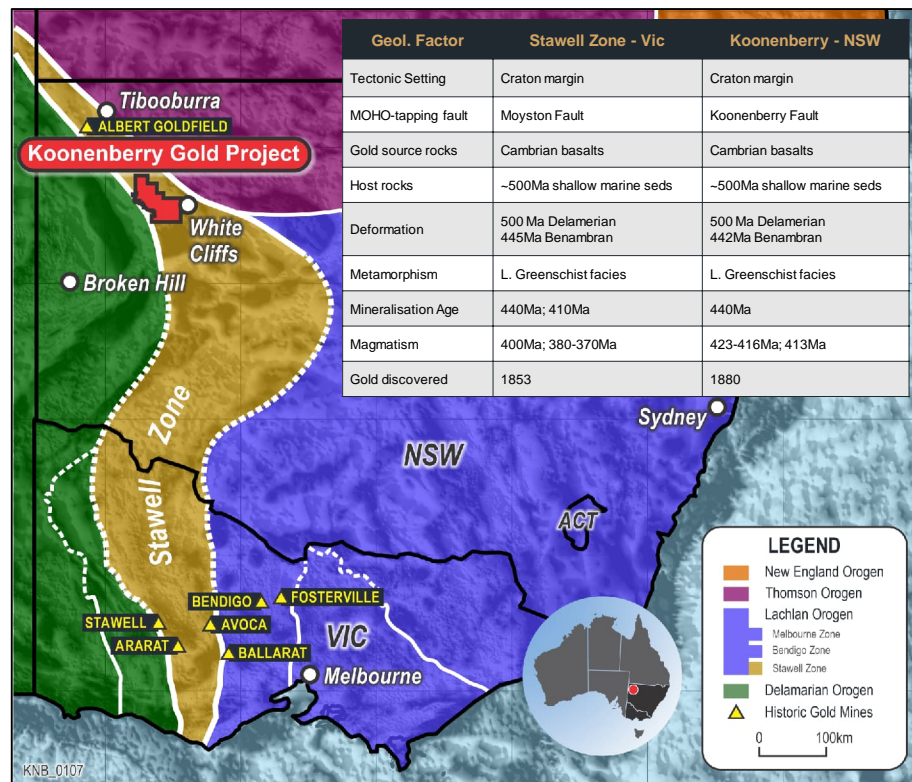 Geol. Factor Stawell Zone - Vic Koonenberry - NSW
Tectonic Setting Craton margin Craton margin
MOHO-tapping fault Moyston Fault Koonenberry Fault
Gold source rocks Cambrian basalts Cambrian basalts
Host rocks ~500Ma shallow marine seds ~500Ma shallow marine seds
Deformation 500 Ma Delamerian 500 Ma Delamerian
445Ma Benambran 442Ma Benambran
Metamorphism L. Greenschist facies L. Greenschist facies
Mineralisation Age 440Ma; 410Ma 440Ma
Magmatism 400Ma; 380-370Ma 423-416Ma; 413Ma
Gold discovered 1853 1880
Tibooburra
ALBERT GOLDFIELD
Koonenberry Gold Project
White
Cliffs
Broken Hill
Sydney
Stawell Zone
NSW
ACT
BENDIGO
FOSTERVILLE
STAWELL
AVOCA
VIC
ARARAT
BALLARAT
Melbourne
LEGEND
New England Orogen
Thomson Orogen
Lachlan Orogen
Melbourne Zone
Bendigo Zone
Stawell Zone
Delamarian Orogen
Historic Gold Mines
0 100km
KNB_0107